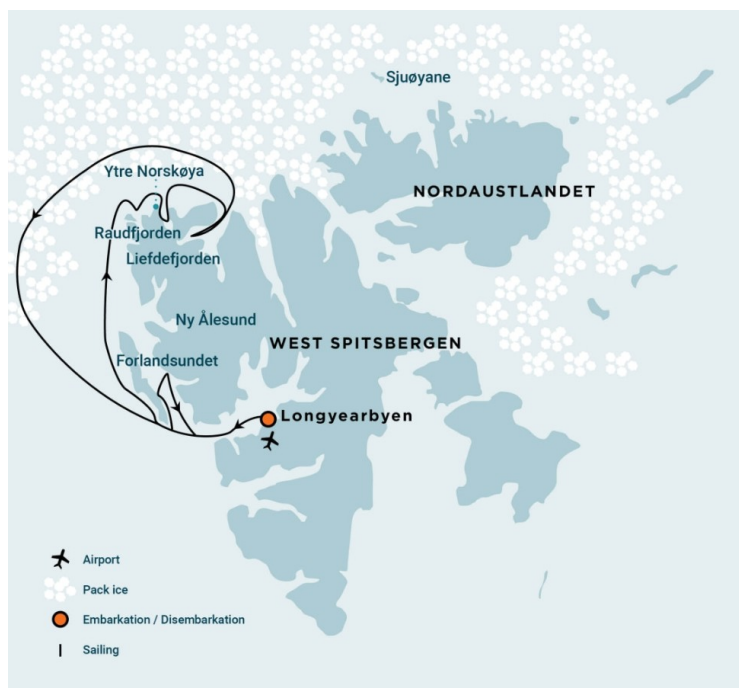 Sjuøyane
Ytre Norskøya
NORDAUSTLANDET
Raudfjorden
Liefdefjorden
Ny Ålesund
WEST SPITSBERGEN
Forlandsundet
Longyearbyen
Airport
Pack ice
Embarkation / Disembarkation
Sailing